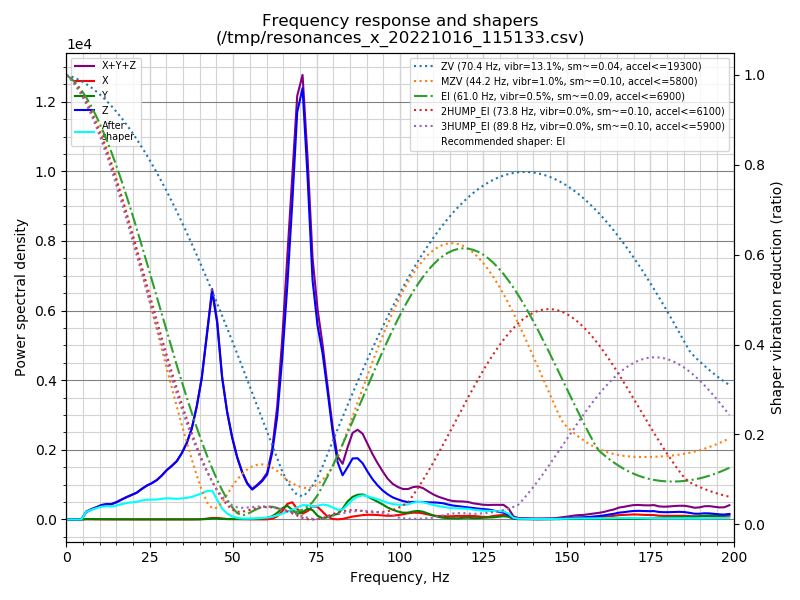 Frequency response and shapers
(/tmp/resonances_x_20221016_115133.csv)
1e4
X+Y+Z
X
Y
Z
After
shaper
ZV (70.4 Hz, vibr=13.1%, sm~=0.04, accel<=19300)
MZV (44.2 Hz, vibr=1.0%, sm~=0.10, accel<=5800)
EI (61.0 Hz, vibr=0.5%, sm~=0.09, accel<=6900)
2HUMP_EI (73.8 Hz, vibr=0.0%, sm~=0.10, accel<=6100)
3HUMP_EI (89.8 Hz, vibr=0.0%, sm~=0.10, accel<=5900)
Recommended shaper: EI
Power spectral density
1.2
1.0
0.8
0.6
0.4
0.2
0.0
1.0
0.8
0.6
0.4
0.2
0.0
Shaper vibration reduction (ratio)
0 25 50 75 100 125 150 175 200
Frequency, Hz